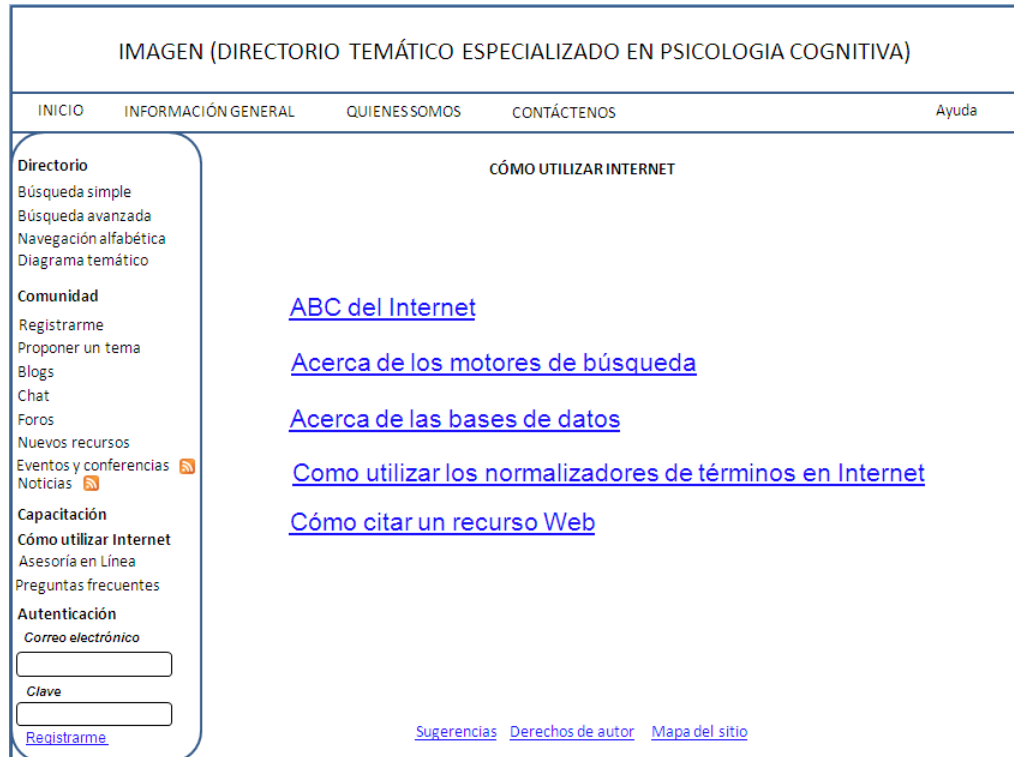 IMAGEN (DIRECTORIO TEMÁTICO ESPECIALIZADO EN PSICOLOGIA COGNITIVA)
INICIO INFORMACIÓN GENERAL QUIENES SOMOS CONTÁCTENOS Ayuda
Directorio
Búsqueda simple
Búsqueda avanzada
Navegación alfabética
Diagrama temático
Comunidad
Registrarme
Proponer un tema
Blogs
Chat
Foros
Nuevos recursos
Eventos y conferencias
Noticias
Capacitación
Cómo utilizar Internet
Asesoría en Línea
Preguntas frecuentes
Autenticación
Correo electrónico
Clave
Registrarme
CÓMO UTILIZAR INTERNET
ABC del Internet
Acerca de los motores de búsqueda
Acerca de las bases de datos
Como utilizar los normalizadores de términos en Internet
Cómo citar un recurso Web
Sugerencias Derechos de autor Mapa del sitio